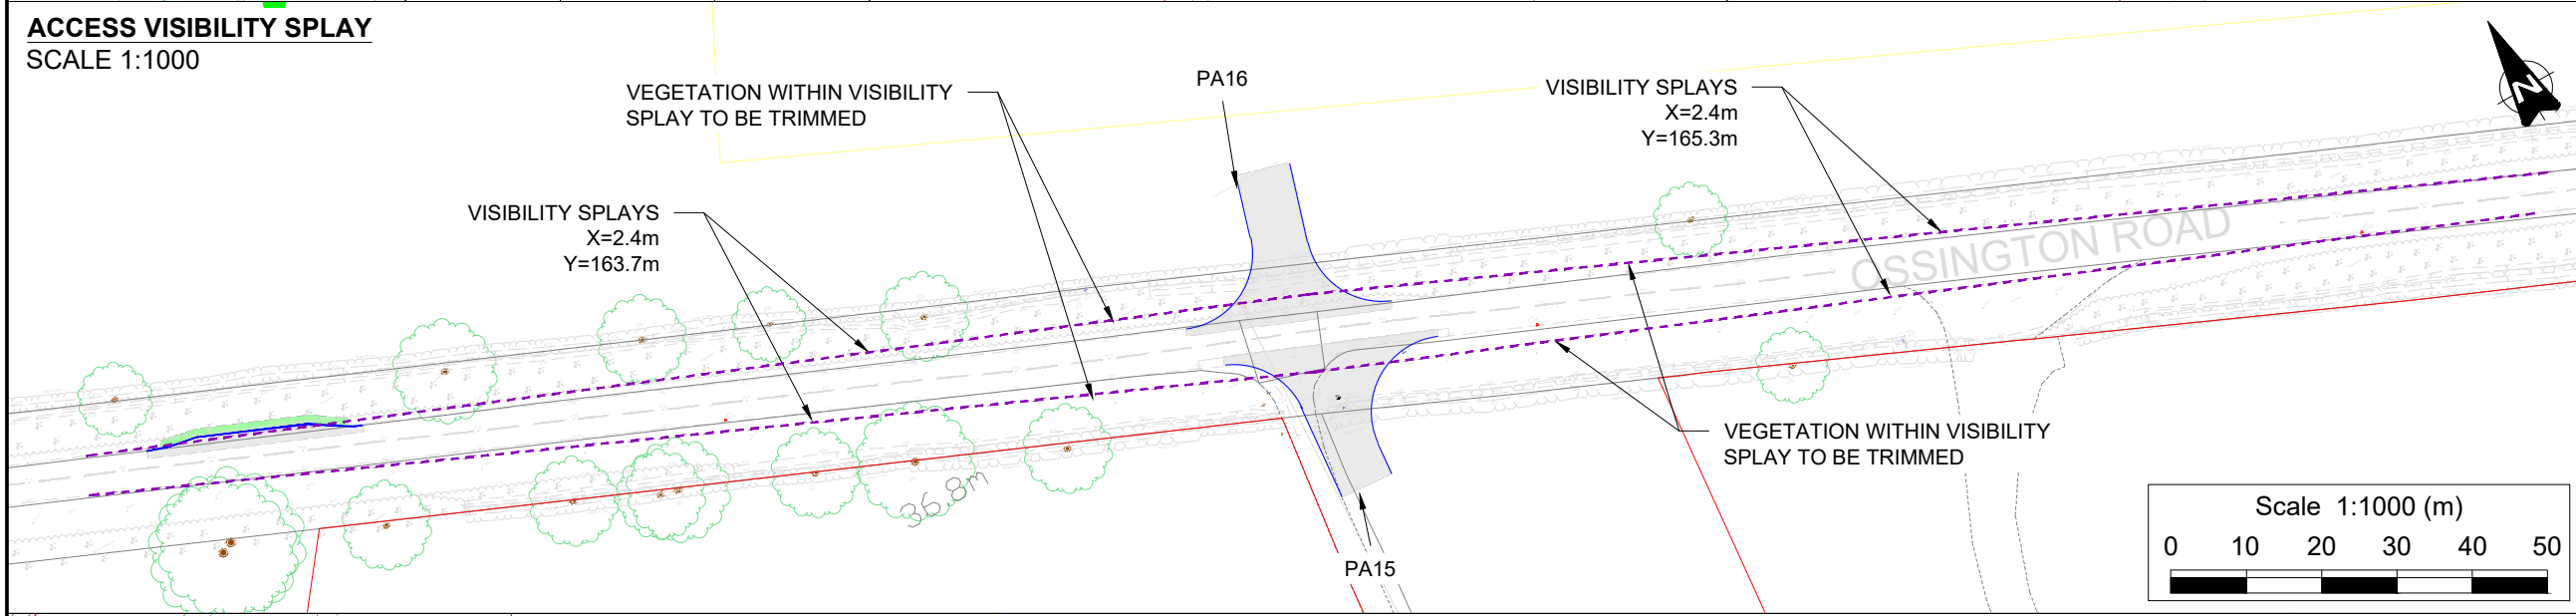 ACCESS VISIBILITY SPLAY
SCALE 1:1000
VEGETATION WITHIN VISIBILITY
SPLAY TO BE TRIMMED
PA16
VISIBILITY SPLAYS
X=2.4m
Y=165.3m
N
VISIBILITY SPLAYS
X=2.4m
Y=163.7m
OSSINGTON ROAD
VEGETATION WITHIN VISIBILITY
SPLAY TO BE TRIMMED
36.8m
PA15
Scale 1:1000 (m)
0 10 20 30 40 50